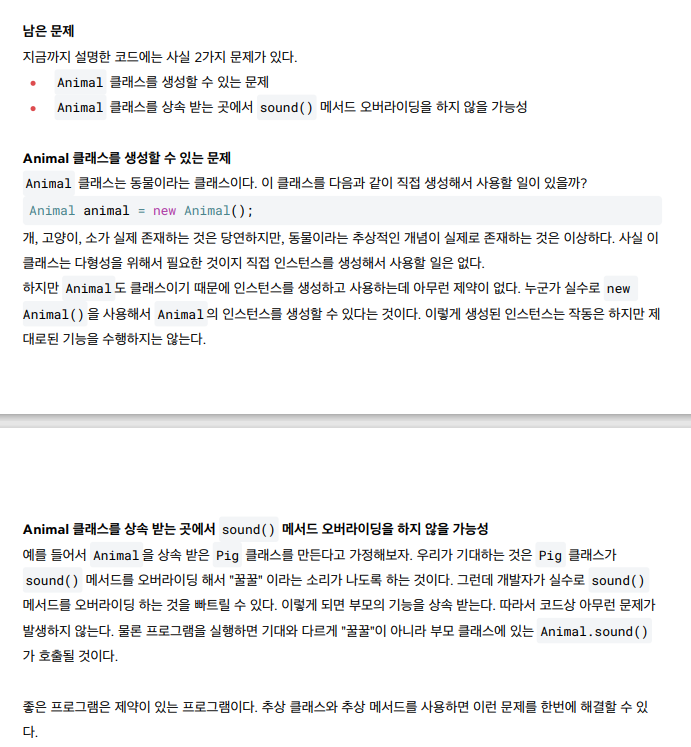 남은 문제
지금까지 설명한 코드에는 사실 2가지 문제가 있다.
• Animal 클래스를 생성할 수 있는 문제
• Animal 클래스를 상속 받는 곳에서 sound() 메서드 오버라이딩을 하지 않을 가능성
Animal 클래스를 생성할 수 있는 문제
Animal 클래스는 동물이라는 클래스이다. 이 클래스를 다음과 같이 직접 생성해서 사용할 일이 있을까?
Animal animal = new Animal();
개, 고양이, 소가 실제 존재하는 것은 당연하지만, 동물이라는 추상적인 개념이 실제로 존재하는 것은 이상하다. 사실 이
클래스는 다형성을 위해서 필요한 것이지 직접 인스턴스를 생성해서 사용할 일은 없다.
하지만 Animal도 클래스이기 때문에 인스턴스를 생성하고 사용하는데 아무런 제약이 없다. 누군가 실수로 new
Animal()을 사용해서 Animal의 인스턴스를 생성할 수 있다는 것이다. 이렇게 생성된 인스턴스는 작동은 하지만 제
대로된 기능을 수행하지는 않는다.
Animal 클래스를 상속 받는 곳에서 sound() 메서드 오버라이딩을 하지 않을 가능성
예를 들어서 Animal을 상속 받은 Pig 클래스를 만든다고 가정해보자. 우리가 기대하는 것은 Pig 클래스가
sound() 메서드를 오버라이딩 해서 "꿀꿀" 이라는 소리가 나도록 하는 것이다. 그런데 개발자가 실수로 sound()
메서드를 오버라이딩 하는 것을 빠트릴 수 있다. 이렇게 되면 부모의 기능을 상속 받는다. 따라서 코드상 아무런 문제가
발생하지 않는다. 물론 프로그램을 실행하면 기대와 다르게 "꿀꿀"이 아니라 부모 클래스에 있는 Animal.sound()
가 호출될 것이다.
좋은 프로그램은 제약이 있는 프로그램이다. 추상 클래스와 추상 메서드를 사용하면 이런 문제를 한번에 해결할 수 있
다.